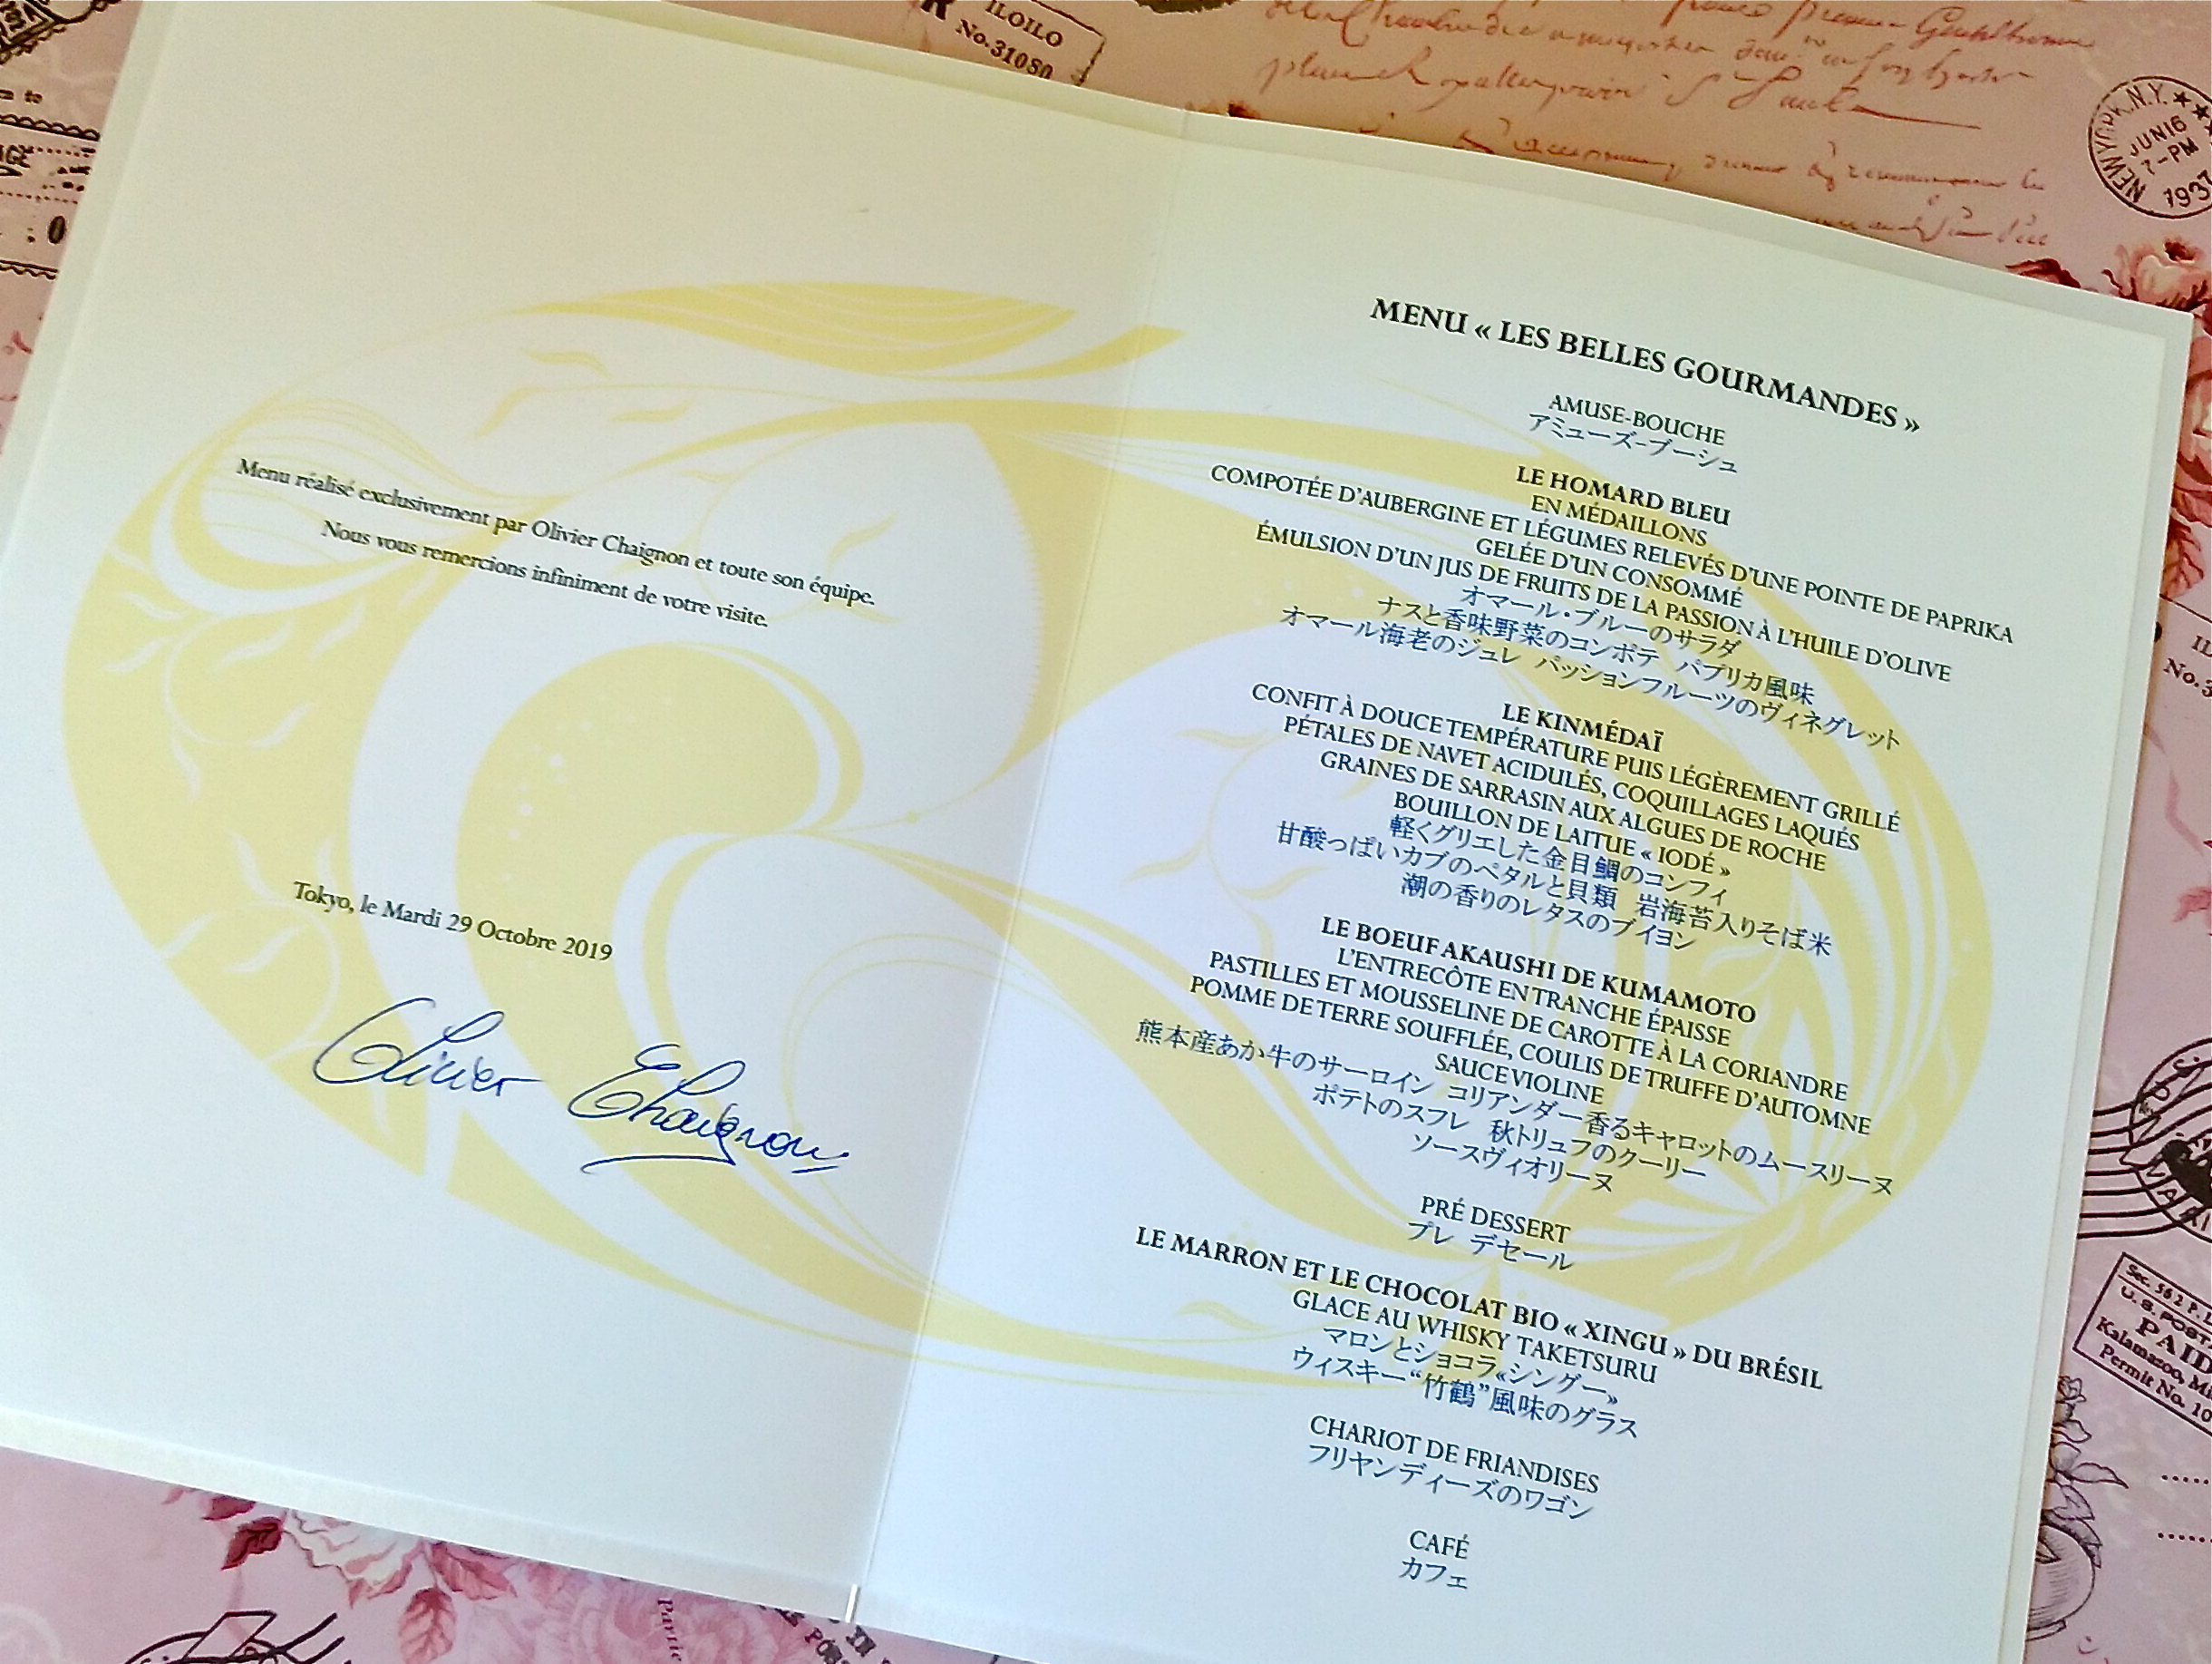 ILOILO
No.31080
NEW YORK, N.Y.
JUN 16
7-PM
1937
Menu réalisé exclusivement par Olivier Chaignon et toute son équipe.
Nous vous remercions infiniment de votre visite.
Tokyo, le Mardi 29 Octobre 2019
Olivier Chaignon
MENU « LES BELLES GOURMANDES »
AMUSE-BOUCHE
アミューズ-ブーシュ
LE HOMARD BLEU
EN MÉDAILLONS
COMPOTÉE D'AUBERGINE ET LÉGUMES RELEVÉS D'UNE POINTE DE PAPRIKA
GELÉE D'UN CONSOMMÉ
ÉMULSION D'UN JUS DE FRUITS DE LA PASSION À L'HUILE D'OLIVE
オマール・ブルーのサラダ
ナスと香味野菜のコンポテ パプリカ風味
オマール海老のジュレ パッションフルーツのヴィネグレット
LE KINMÉDAÏ
CONFIT À DOUCE TEMPÉRATURE PUIS LÉGÈREMENT GRILLÉ
PÉTALES DE NAVET ACIDULÉS, COQUILLAGES LAQUÉS
GRAINES DE SARRASIN AUX ALGUES DE ROCHE
BOUILLON DE LAITUE « IODÉ »
軽くグリエした金目鯛のコンフィ
甘酸っぱいカブのペタルと貝類 岩海苔入りそば米
潮の香りのレタスのブイヨン
LE BOEUF AKAUSHI DE KUMAMOTO
L'ENTRECÔTE EN TRANCHE ÉPAISSE
PASTILLES ET MOUSSELINE DE CAROTTE À LA CORIANDRE
POMME DE TERRE SOUFFLÉE, COULIS DE TRUFFE D'AUTOMNE
SAUCE VIOLINE
熊本産あか牛のサーロイン コリアンダー香るキャロットのムースリーヌ
ポテトのスフレ 秋トリュフのクーリー
ソースヴィオリーヌ
PRÉ DESSERT
プレ デセール
LE MARRON ET LE CHOCOLAT BIO « XINGU » DU BRÉSIL
GLACE AU WHISKY TAKETSURU
マロンとショコラ«シングー»
ウィスキー“竹鶴”風味のグラス
CHARIOT DE FRIANDISES
フリヤンディーズのワゴン
CAFÉ
カフェ
Sec. 562 P.
U.S. POST
PAID
Kalamazoo,
Permit No. 10